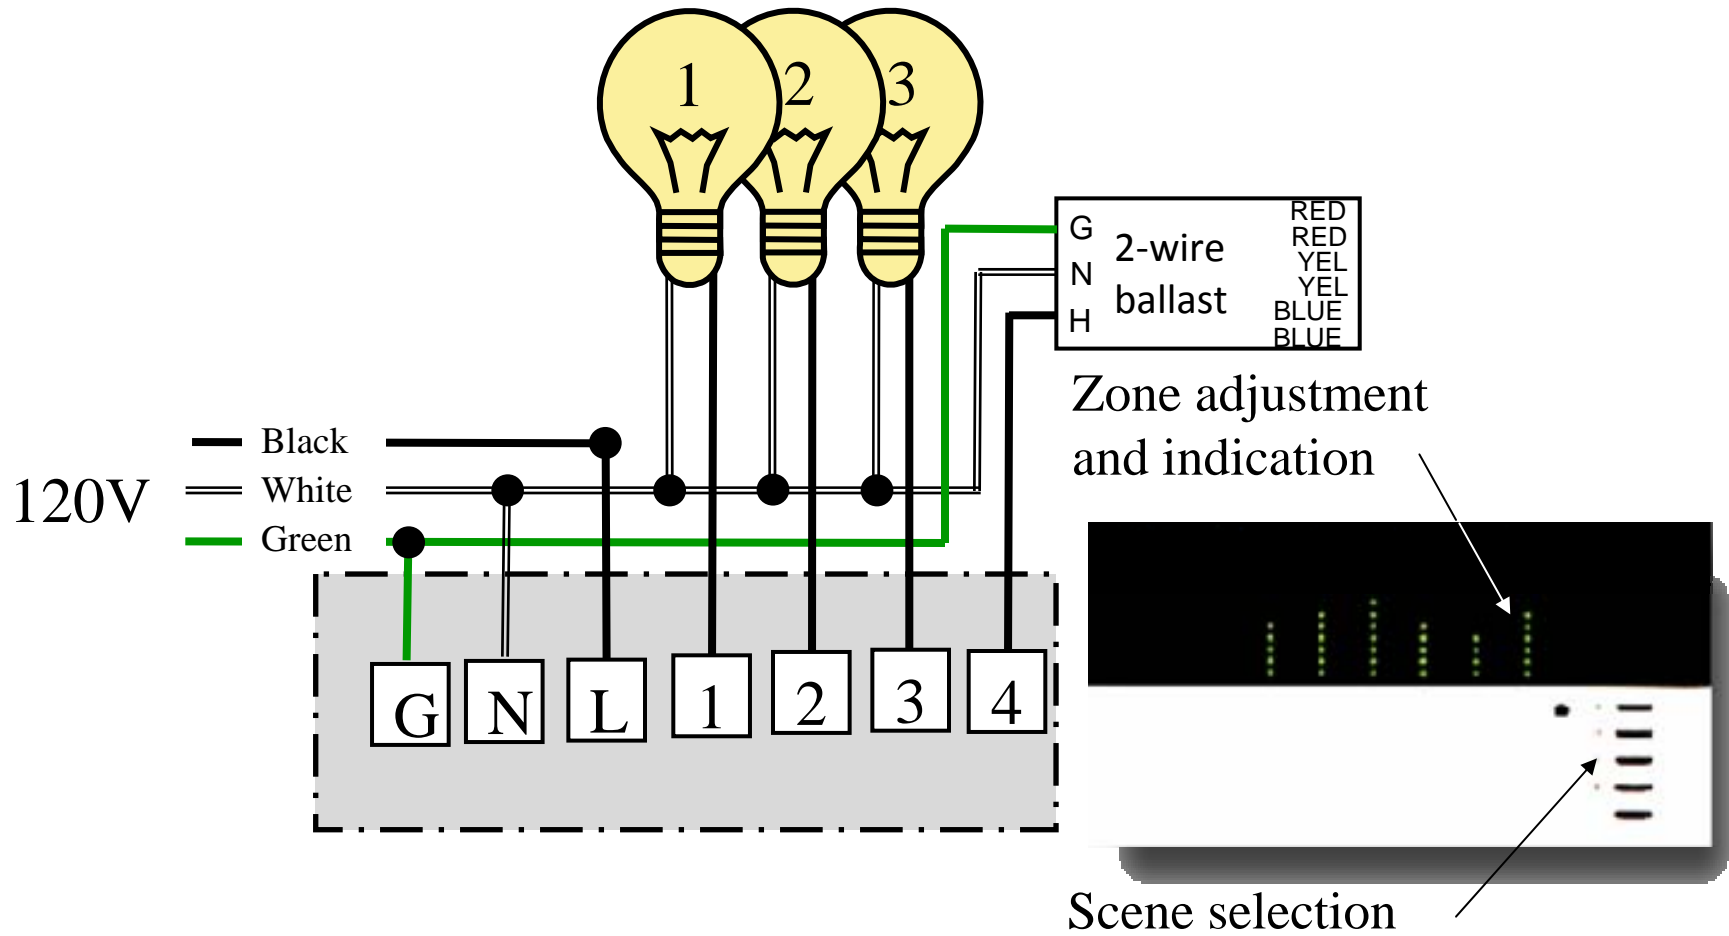 1
2
3
G
N
H
2-wire
ballast
RED
RED
YEL
YEL
BLUE
BLUE
Zone adjustment
and indication
120V
Black
White
Green
G
N
L
1
2
3
4
Scene selection